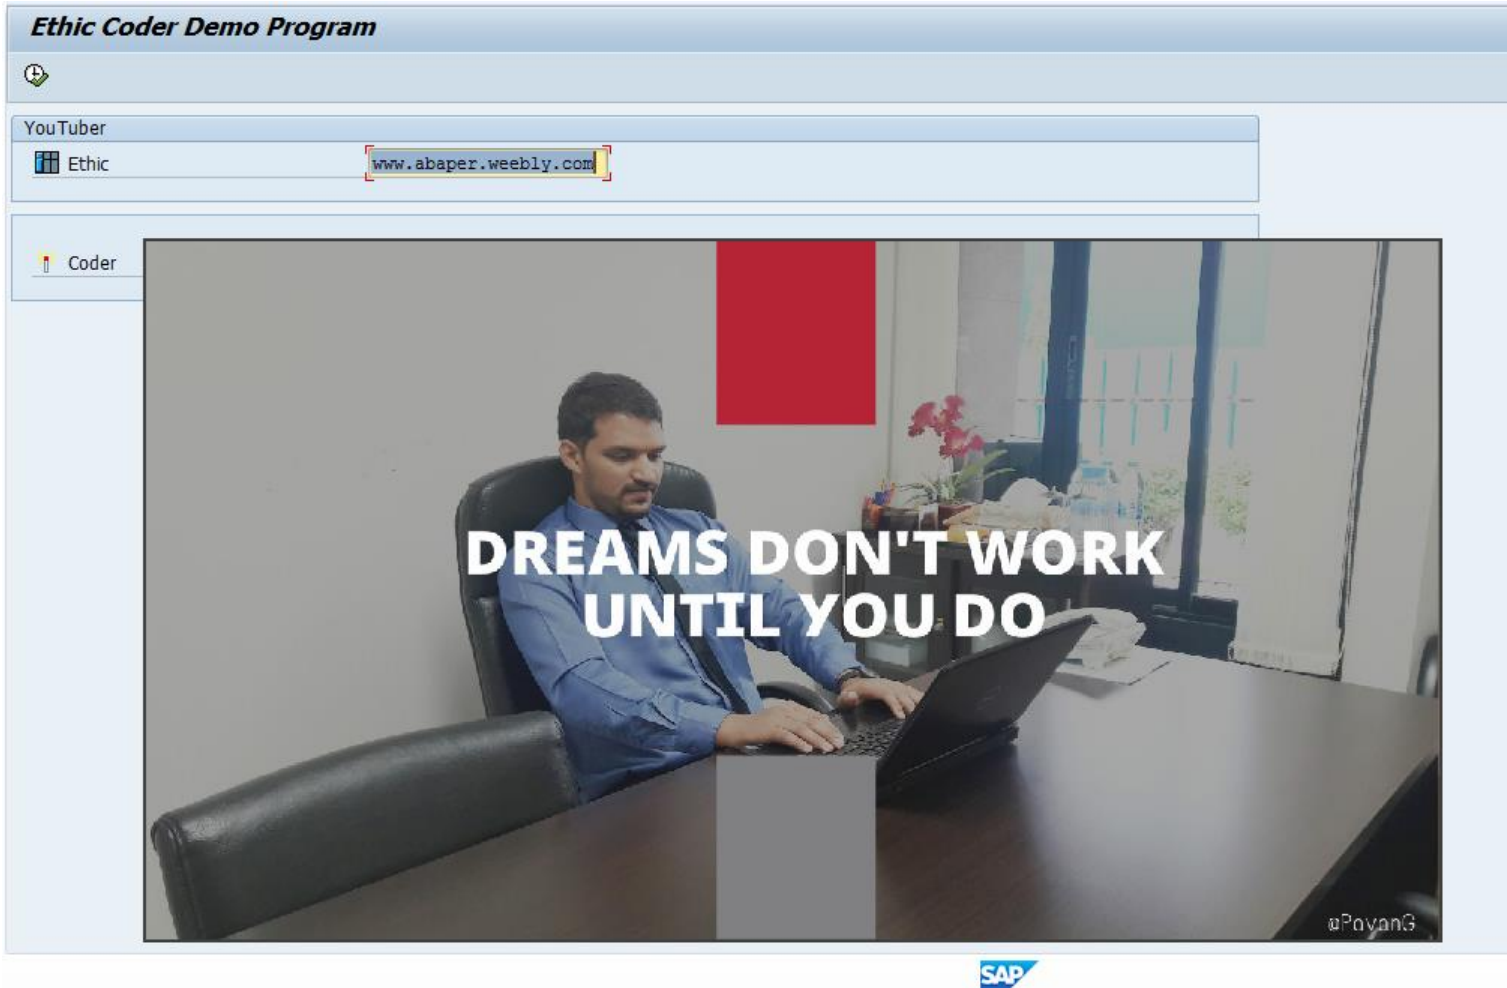 Ethic Coder Demo Program
YouTuber
Ethic
www.abaper.weebly.com
Coder
DREAMS DON'T WORK
UNTIL YOU DO
@PavanG
SAP